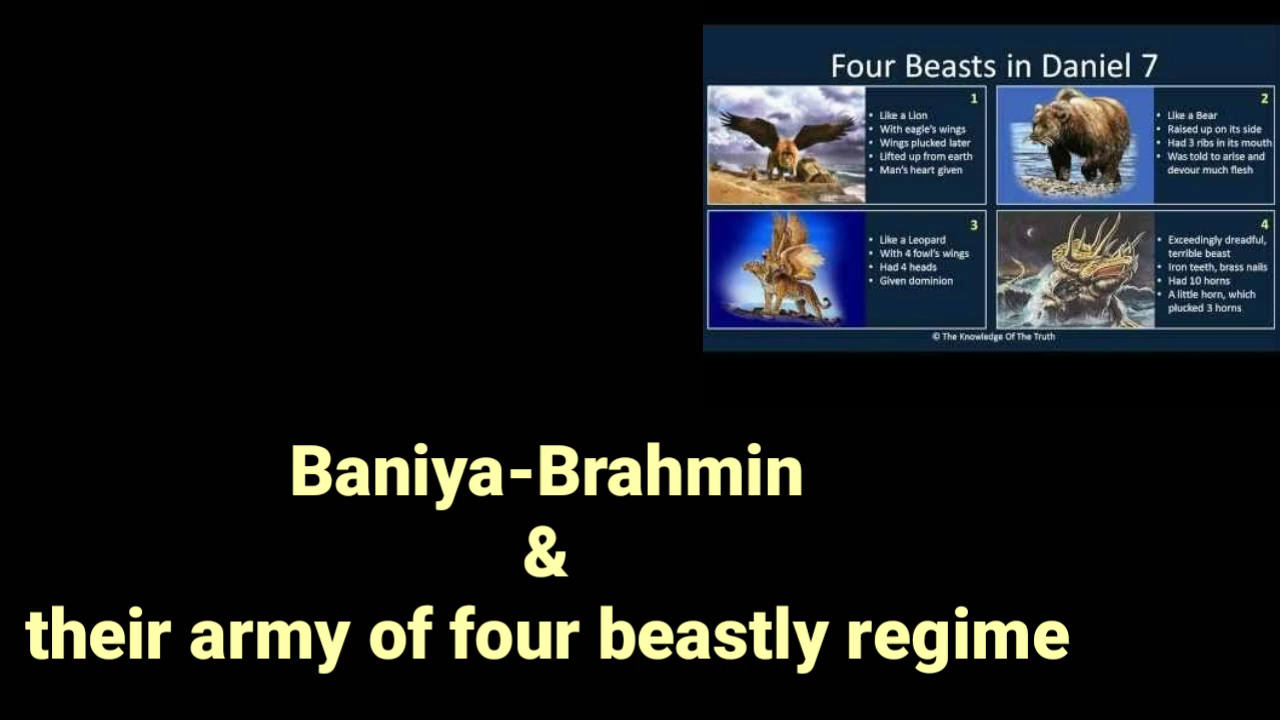 Four Beasts in Daniel 7
1
• Like a Lion
• With eagle's wings
• Wings plucked later
• Lifted up from earth
• Man's heart given
2
• Like a Bear
• Raised up on its side
• Had 3 ribs in its mouth
• Was told to arise and
devour much flesh
3
• Like a Leopard
• With 4 fowl's wings
• Had 4 heads
• Given dominion
4
• Exceedingly dreadful,
terrible beast
• Iron teeth, brass nails
• Had 10 horns
• A little horn, which
plucked 3 horns
© The Knowledge Of The Truth
Baniya-Brahmin
&
their army of four beastly regime